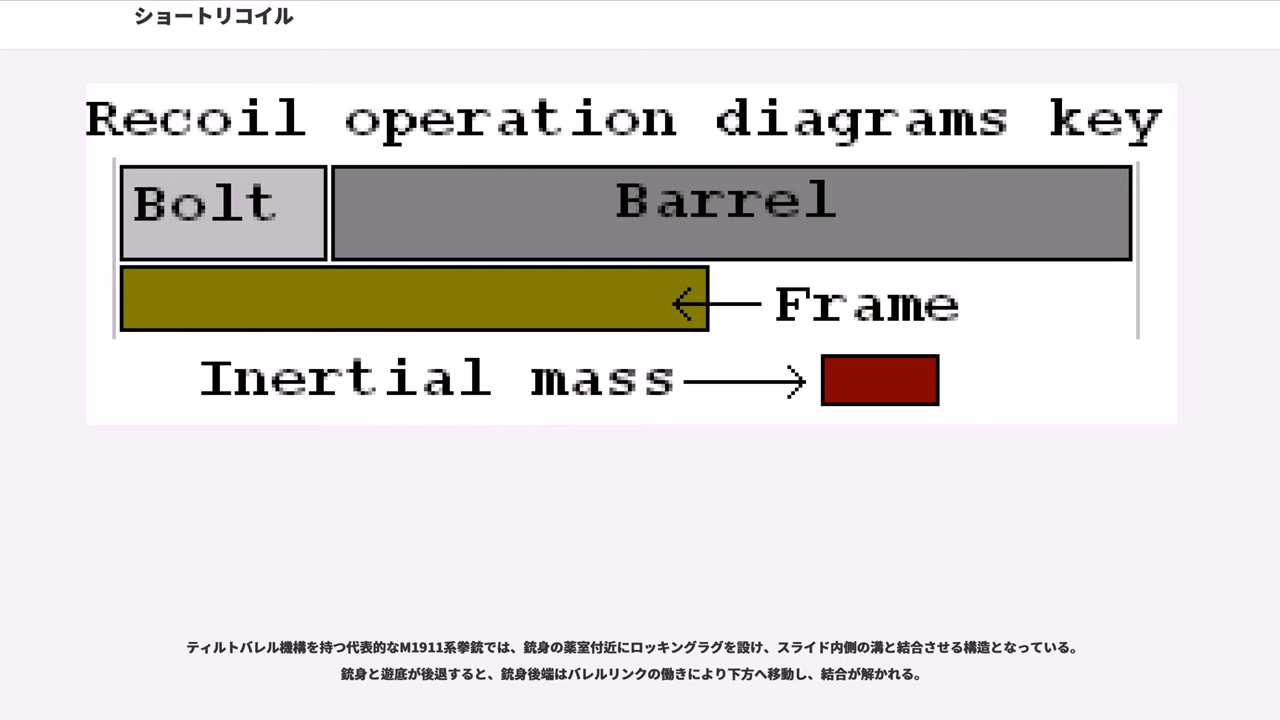 ショートリコイル
Recoil operation diagrams key
Bolt
Barrel
Frame
Inertial mass
ティルトバレル機構を持つ代表的なM1911系拳銃では、銃身の薬室付近にロッキングラグを設け、スライド内側の溝と結合させる構造となっている。
銃身と遊底が後退すると、銃身後端はバレルリンクの働きにより下方へ移動し、結合が解かれる。